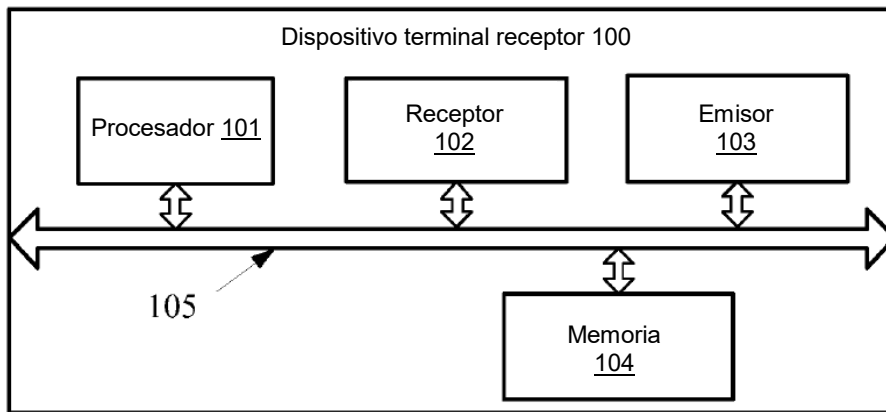 Dispositivo terminal receptor 100
Procesador 101
Receptor
102
Emisor
103
105
Memoria
104